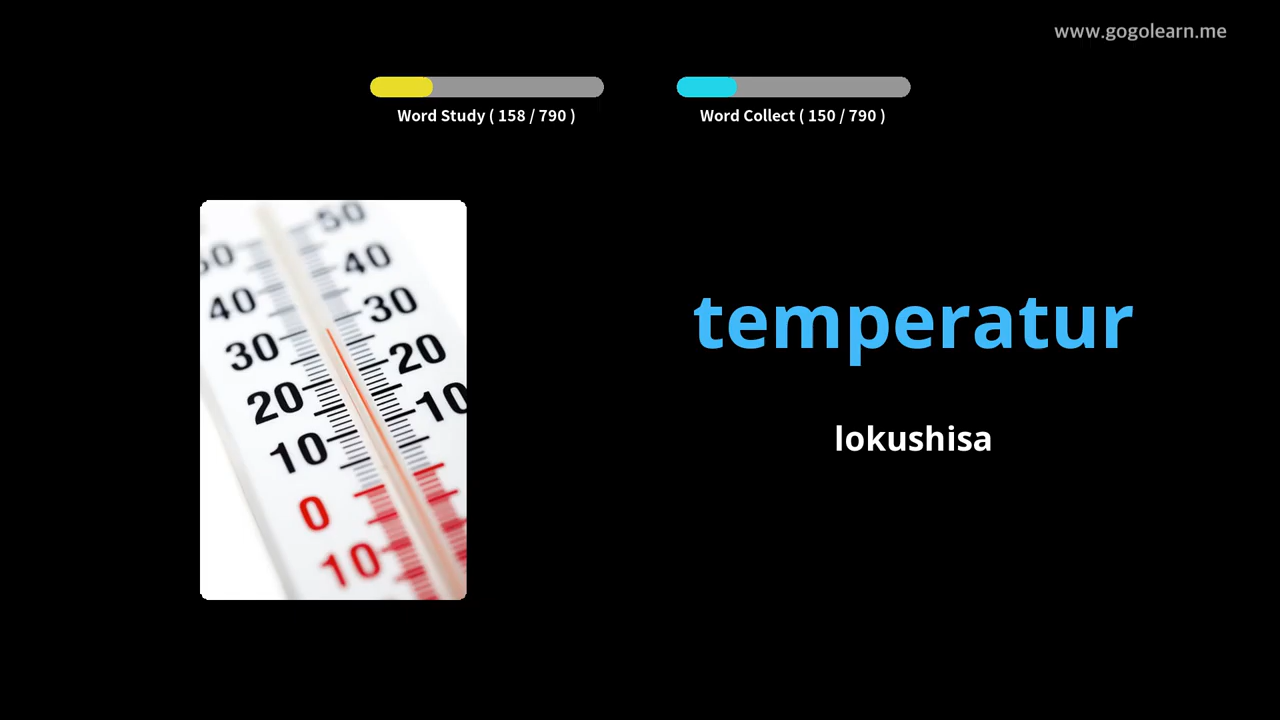 www.gogolearn.me
Word Study ( 158 / 790 )
Word Collect ( 150 / 790 )
50
40
40
30
30
20
20
10
10
0
10
temperatur
lokushisa